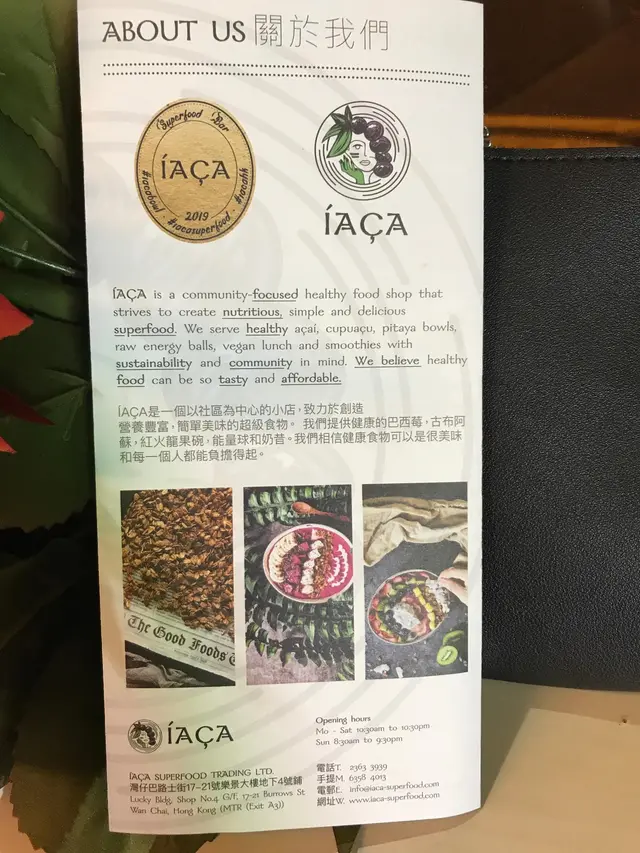 ABOUT US 關於我們
Superfood Bar
ÍAÇA
2019
#iacabowl #iacasuperfood #iacahk
ÍAÇA
ÍAÇA is a community-focused healthy food shop that
strives to create nutritious, simple and delicious
superfood. We serve healthy açaí, cupuaçu, pitaya bowls,
raw energy balls, vegan lunch and smoothies with
sustainability and community in mind. We believe healthy
food can be so tasty and affordable.
ÍAÇA是一個以社區為中心的小店，致力於創造
營養豐富，簡單美味的超級食物。 我們提供健康的巴西莓，古布阿
蘇，紅火龍果碗，能量球和奶昔。我們相信健康食物可以是很美味
和每一個人都能負擔得起。
The Good Foods
ÍAÇA
Opening hours
Mo - Sat 10:30am to 10:30pm
Sun 8:30am to 9:30pm
ÍAÇA SUPERFOOD TRADING LTD.
灣仔巴路士街17-21號樂景大樓地下4號鋪
Lucky Bldg, Shop No.4 G/F, 17-21 Burrows St
Wan Chai, Hong Kong (MTR (Exit A3))
電話T. 2363 3939
手提M. 6358 4013
電郵E. info@iaca-superfood.com
網址W. www.iaca-superfood.com